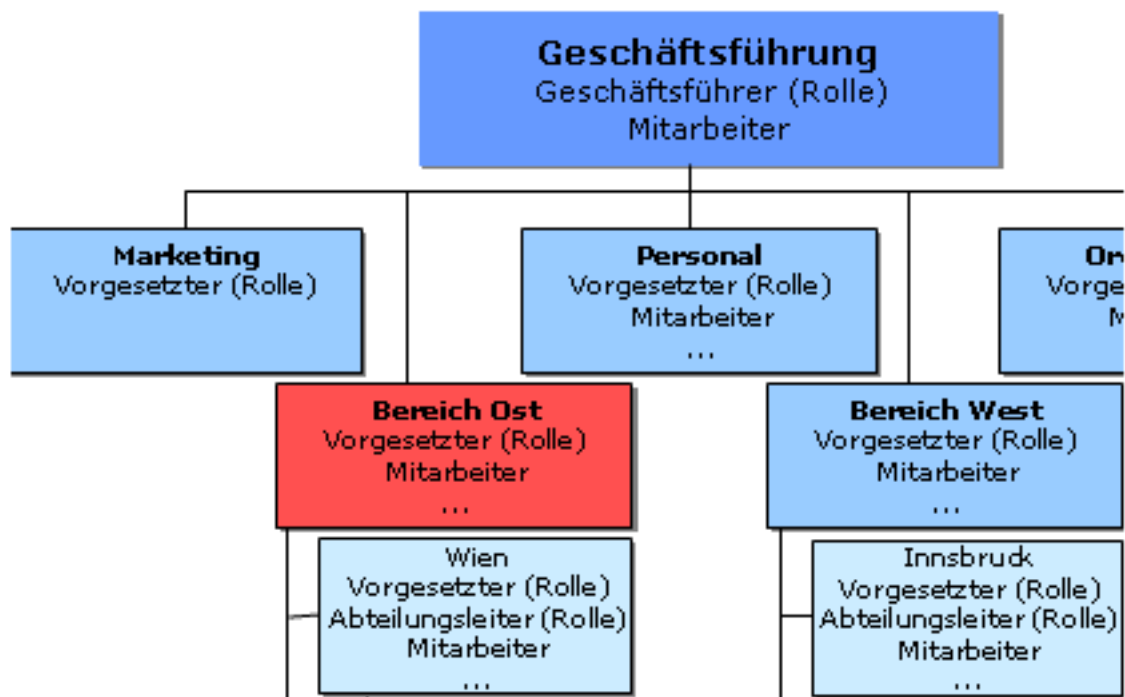 Geschäftsführung
Geschäftsführer (Rolle)
Mitarbeiter
Marketing
Vorgesetzter (Rolle)
Personal
Vorgesetzter (Rolle)
Mitarbeiter
...
Bereich Ost
Vorgesetzter (Rolle)
Mitarbeiter
...
Bereich West
Vorgesetzter (Rolle)
Mitarbeiter
...
Wien
Vorgesetzter (Rolle)
Abteilungsleiter (Rolle)
Mitarbeiter
...
Innsbruck
Vorgesetzter (Rolle)
Abteilungsleiter (Rolle)
Mitarbeiter
...